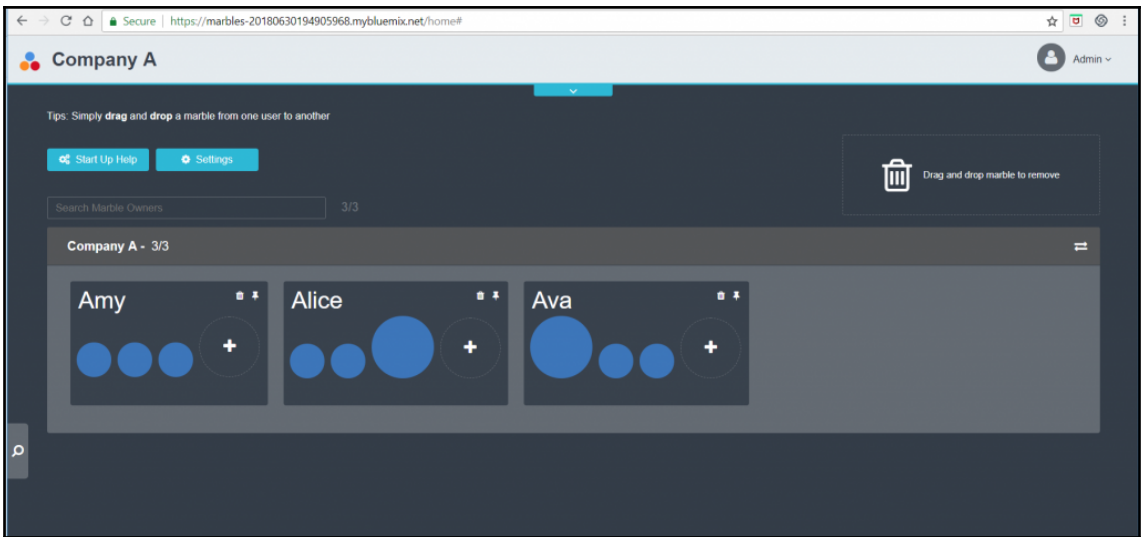 Secure | https://marbles-20180630194905968.mybluemix.net/home#
Company A
Admin
Tips: Simply drag and drop a marble from one user to another
Start Up Help
Settings
Drag and drop marble to remove
Search Marble Owners
3/3
Company A - 3/3
Amy
Alice
Ava